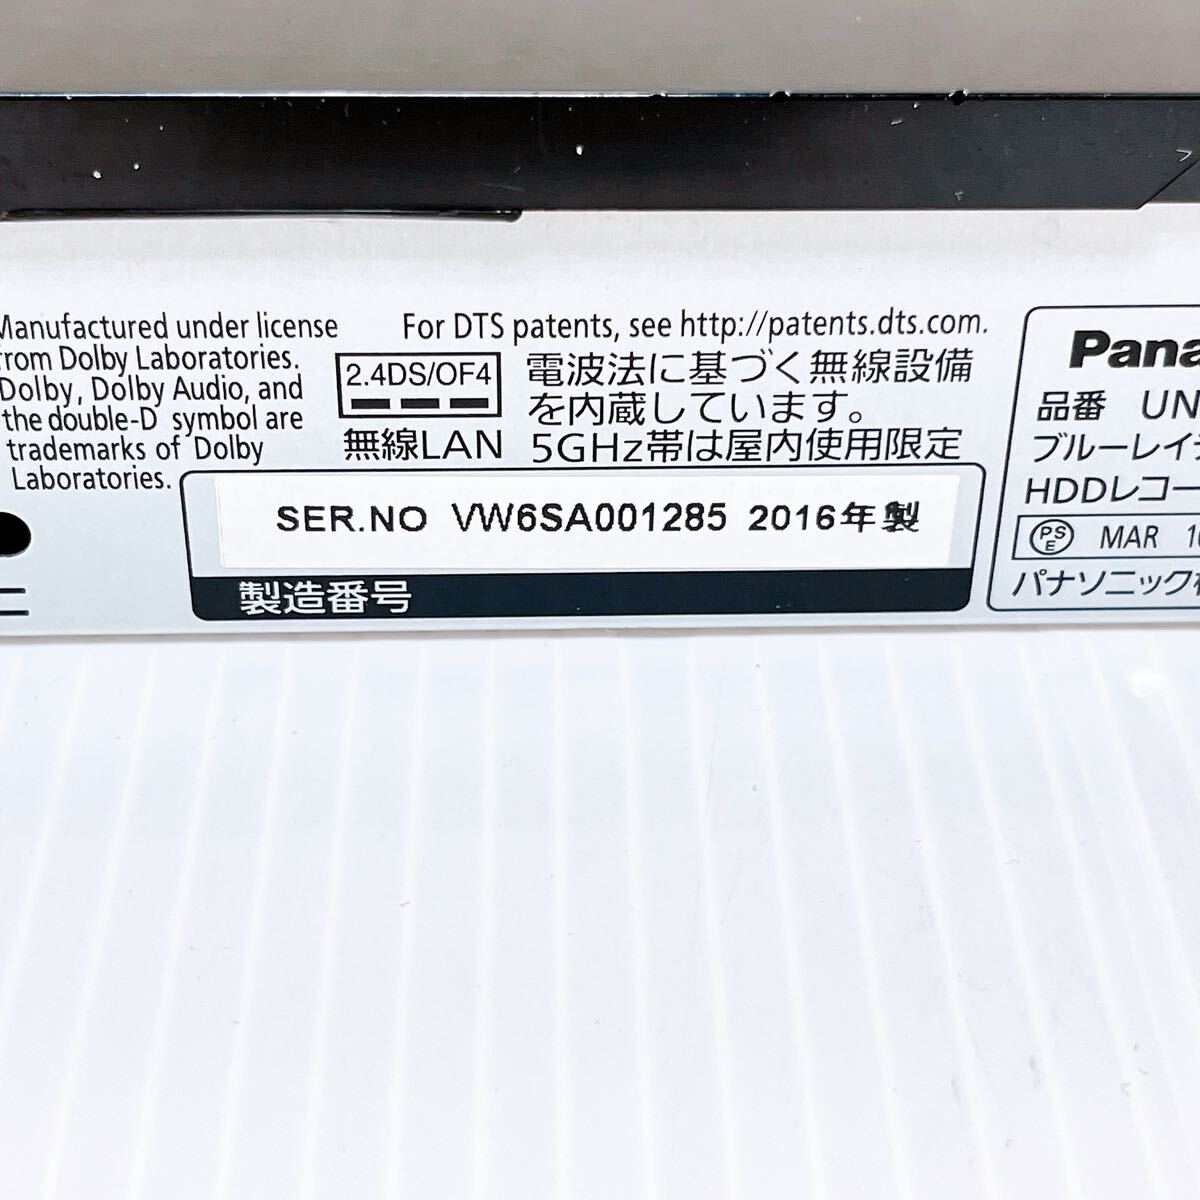 Manufactured under license
from Dolby Laboratories.
Dolby, Dolby Audio, and
the double-D symbol are
trademarks of Dolby
Laboratories.
For DTS patents, see http://patents.dts.com.
2.4DS/OF4
無線LAN
電波法に基づく無線設備
を内蔵しています。
5GHz帯は屋内使用限定
SER.NO VW6SA001285 2016年製
製造番号
Pana
品番 UN
ブルーレイ
HDDレコー
PSE MAR
パナソニック